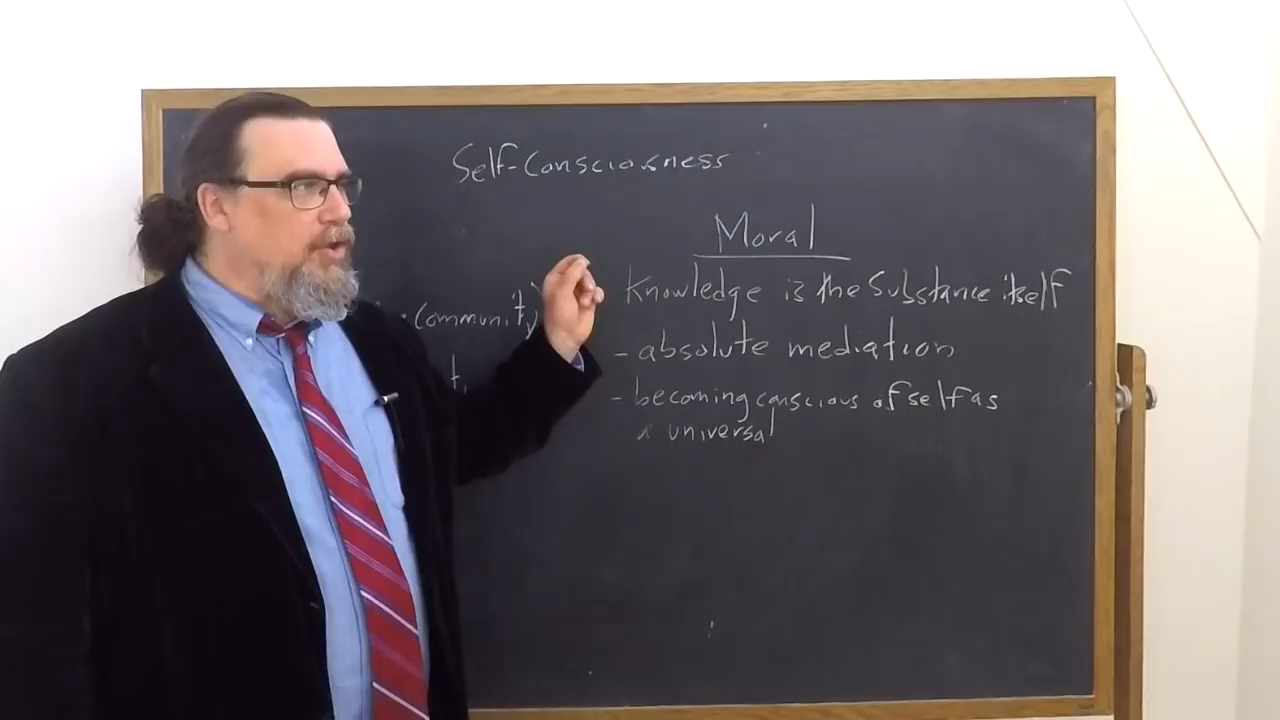 Self-Consciousness
Moral
Knowledge is the Substance itself
· Community)
- absolute mediation
t,
- becoming conscious of self as
a universal